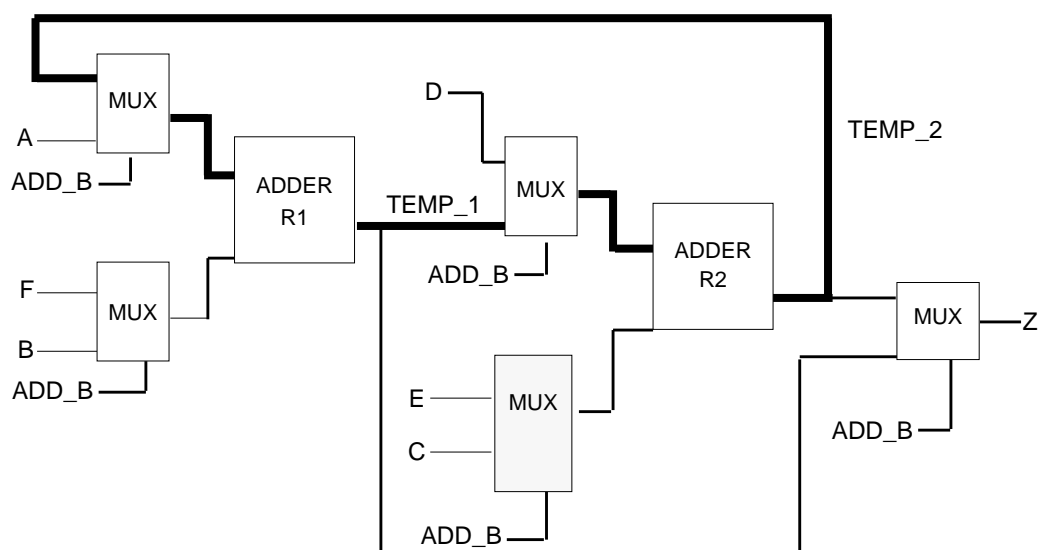 MUX
A
ADD_B
ADDER
R1
F
MUX
B
ADD_B
TEMP_1
D
MUX
ADD_B
TEMP_2
ADDER
R2
E
MUX
C
ADD_B
MUX
Z
ADD_B